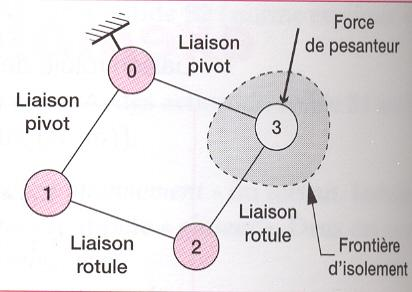 Liaison
pivot
Force
de pesanteur
0
Liaison
pivot
3
1
2
Liaison
rotule
Liaison
rotule
Frontière
d'isolement